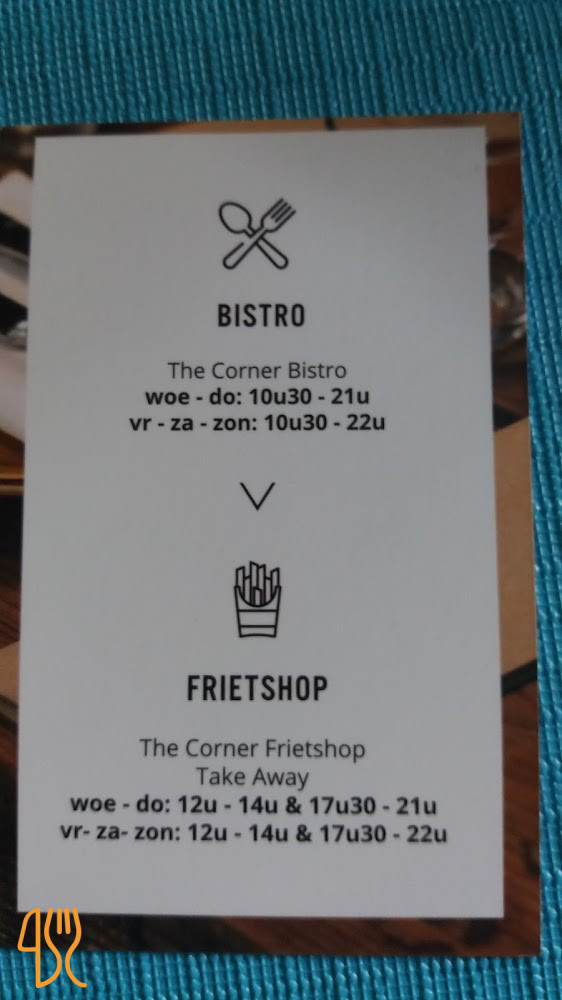 BISTRO
The Corner Bistro
woe - do: 10u30 - 21u
vr - za - zon: 10u30 - 22u
FRIETSHOP
The Corner Frietshop
Take Away
woe - do: 12u - 14u & 17u30 - 21u
vr- za- zon: 12u - 14u & 17u30 - 22u